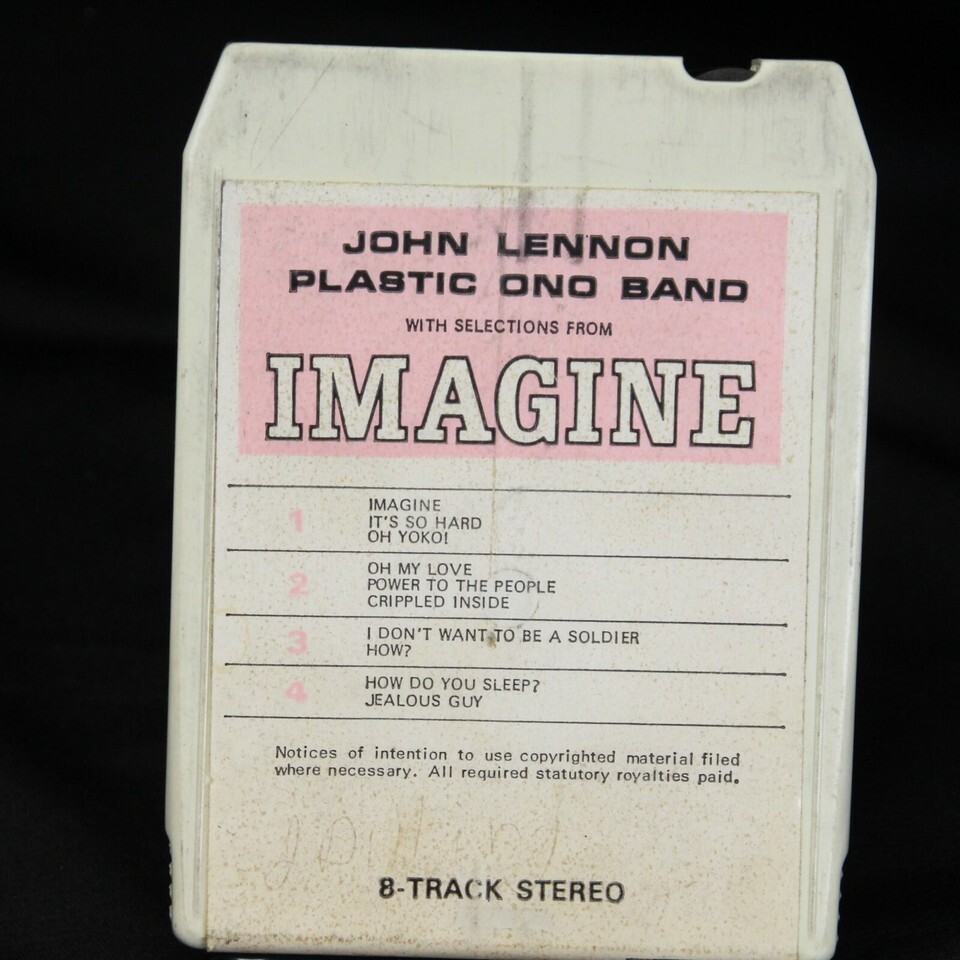 JOHN LENNON
PLASTIC ONO BAND
WITH SELECTIONS FROM
IMAGINE
1
IMAGINE
IT'S SO HARD
OH YOKO!
2
OH MY LOVE
POWER TO THE PEOPLE
CRIPPLED INSIDE
3
I DON'T WANT TO BE A SOLDIER
HOW?
4
HOW DO YOU SLEEP?
JEALOUS GUY
Notices of intention to use copyrighted material filed
where necessary. All required statutory royalties paid.
8-TRACK STEREO